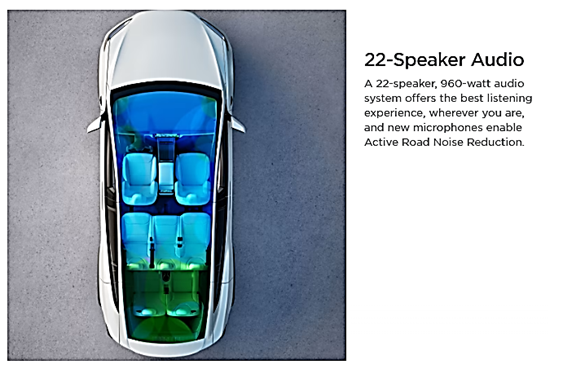 22-Speaker Audio
A 22-speaker, 960-watt audio
system offers the best listening
experience, wherever you are,
and new microphones enable
Active Road Noise Reduction.